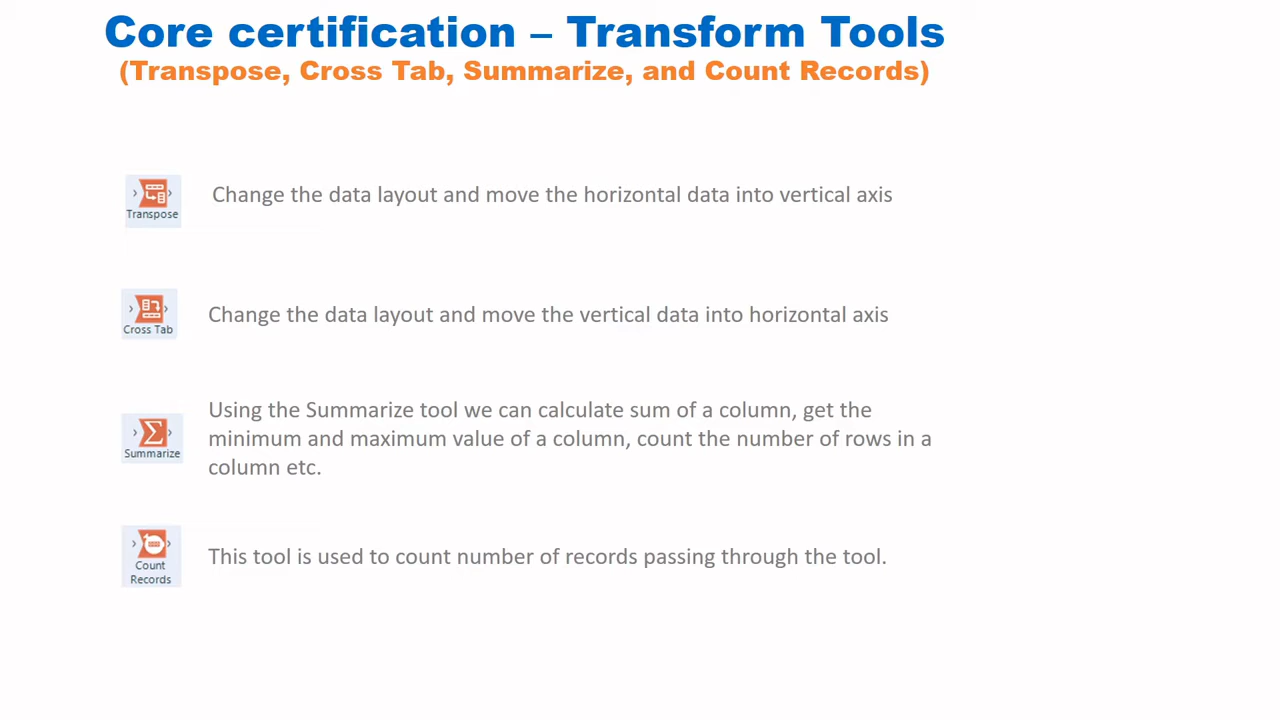 Core certification – Transform Tools
(Transpose, Cross Tab, Summarize, and Count Records)
Transpose
Change the data layout and move the horizontal data into vertical axis
Cross Tab
Change the data layout and move the vertical data into horizontal axis
Summarize
Using the Summarize tool we can calculate sum of a column, get the
minimum and maximum value of a column, count the number of rows in a
column etc.
Count
Records
This tool is used to count number of records passing through the tool.